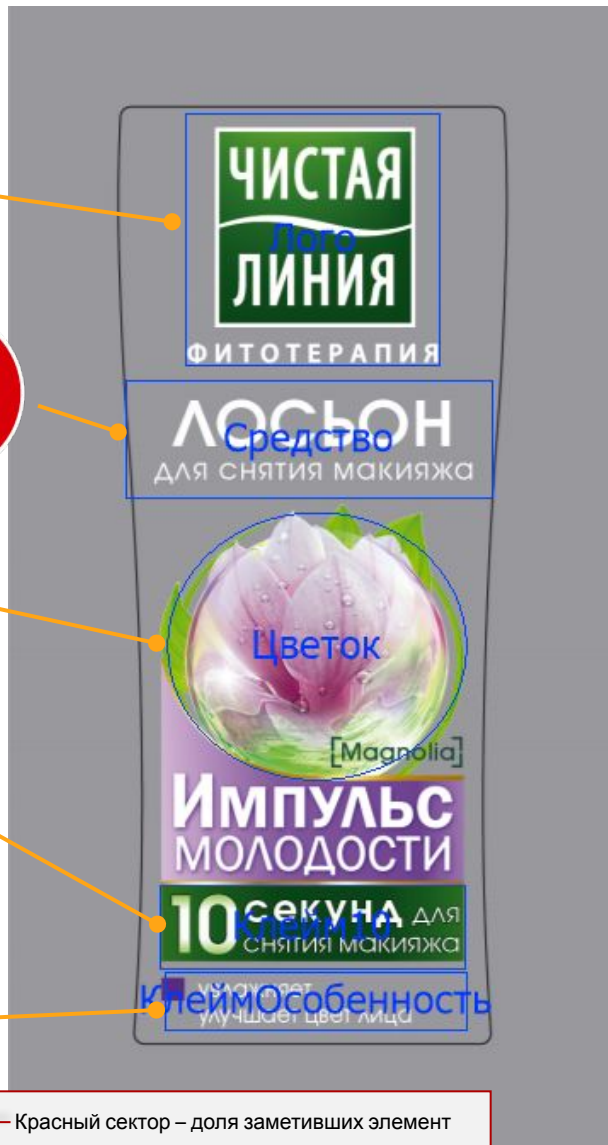 ЧИСТАЯ
Лого
ЛИНИЯ
ФИТОТЕРАПИЯ
ЛОСЬОН
Средство
для снятия макияжа
Цветок
[Magnolia]
Импульс
молодости
10 секунд для
Клейм10
снятия макияжа
увлажняет
КлеймОсобенность
улучшает цвет лица
Красный сектор – доля заметивших элемент